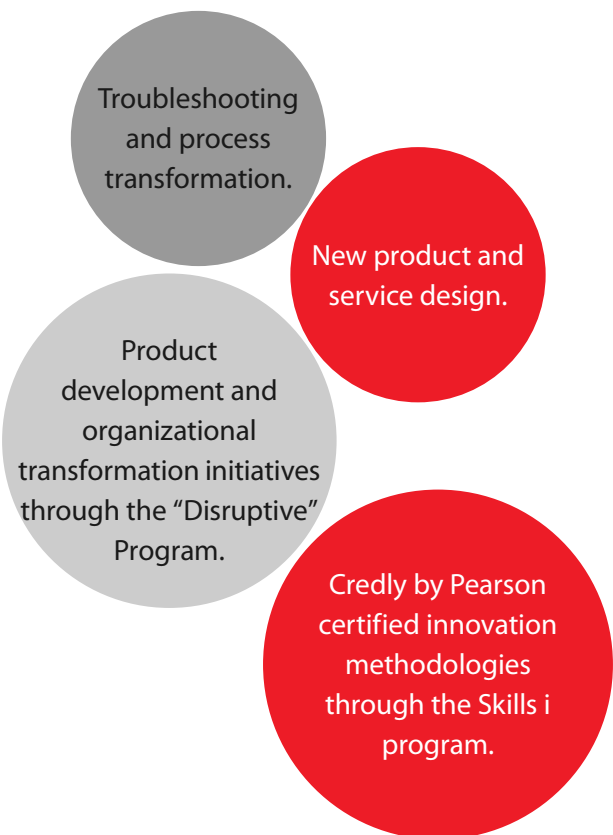 Troubleshooting
and process
transformation.
New product and
service design.
Product
development and
organizational
transformation initiatives
through the “Disruptive”
Program.
Credly by Pearson
certified innovation
methodologies
through the Skills i
program.